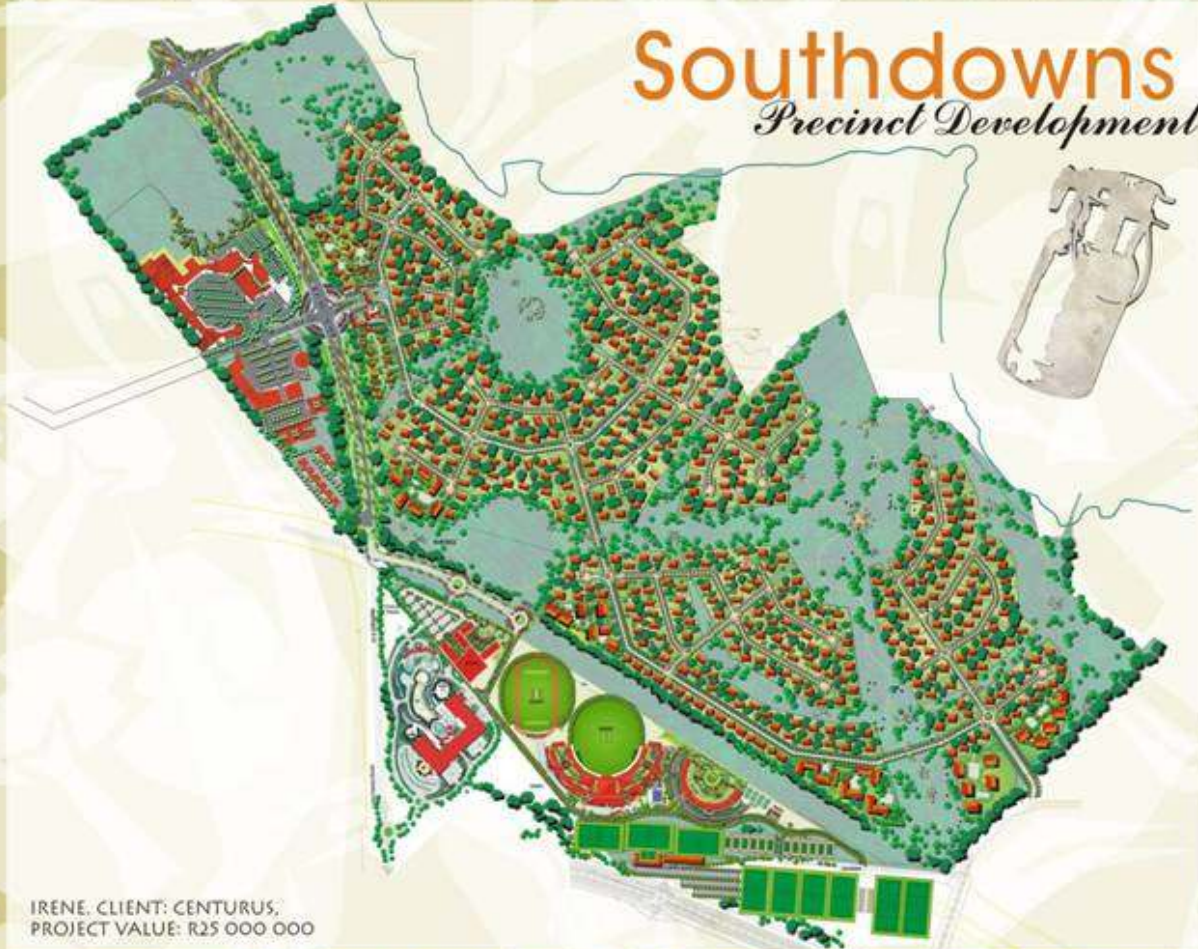 Southdowns
Precinct Development
IRENE. CLIENT: CENTURUS,
PROJECT VALUE: R25 000 000